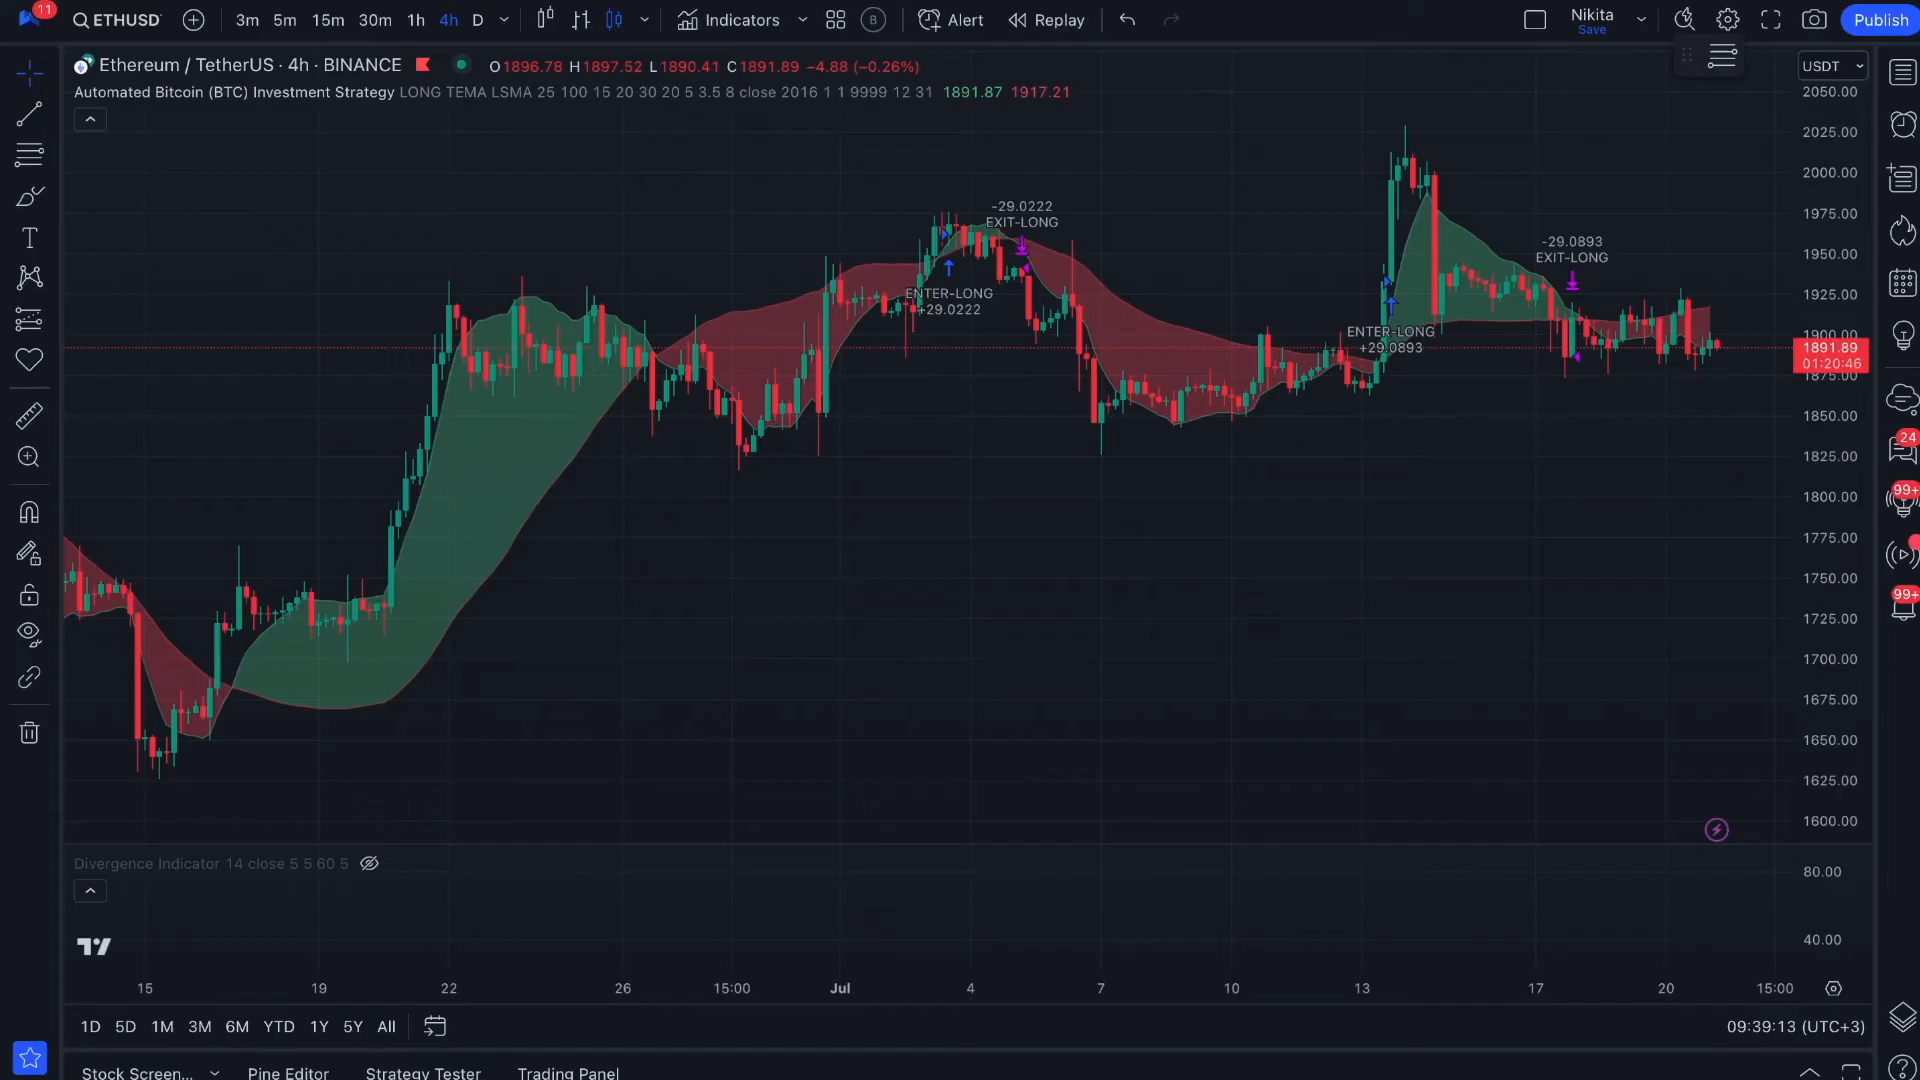 11
ETHUSD
3m 5m 15m 30m 1h 4h D
Indicators
B
Alert
Replay
Nikita
Save
Publish
Ethereum / TetherUS · 4h · BINANCE
O1896.78 H1897.52 L1890.41 C1891.89 −4.88 (−0.26%)
USDT
Automated Bitcoin (BTC) Investment Strategy LONG TEMA LSMA 25 100 15 20 30 20 5 3.5 8 close 2016 1 1 9999 12 31 1891.87 1917.21
2050.00
2025.00
2000.00
1975.00
1950.00
1925.00
1900.00
1891.89
01:20:46
1875.00
1850.00
1825.00
1800.00
1775.00
1750.00
1725.00
1700.00
1675.00
1650.00
1625.00
1600.00
-29.0222
EXIT-LONG
ENTER-LONG
+29.0222
-29.0893
EXIT-LONG
ENTER-LONG
+29.0893
24
99+
99+
Divergence Indicator 14 close 5 5 60 5
80.00
40.00
15 19 22 26 15:00 Jul 4 7 10 13 17 20 15:00
1D 5D 1M 3M 6M YTD 1Y 5Y All
09:39:13 (UTC+3)
Stock Screen... Pine Editor Strategy Tester Trading Panel